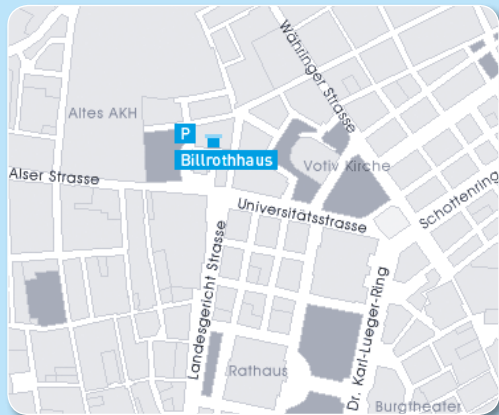 Währinger Strasse
Altes AKH
P
Billrothhaus
Votiv Kirche
Alser Strasse
Universitätsstrasse
Schottenring
Landesgericht Strasse
Dr. Karl-Lueger-Ring
Rathaus
Burgtheater